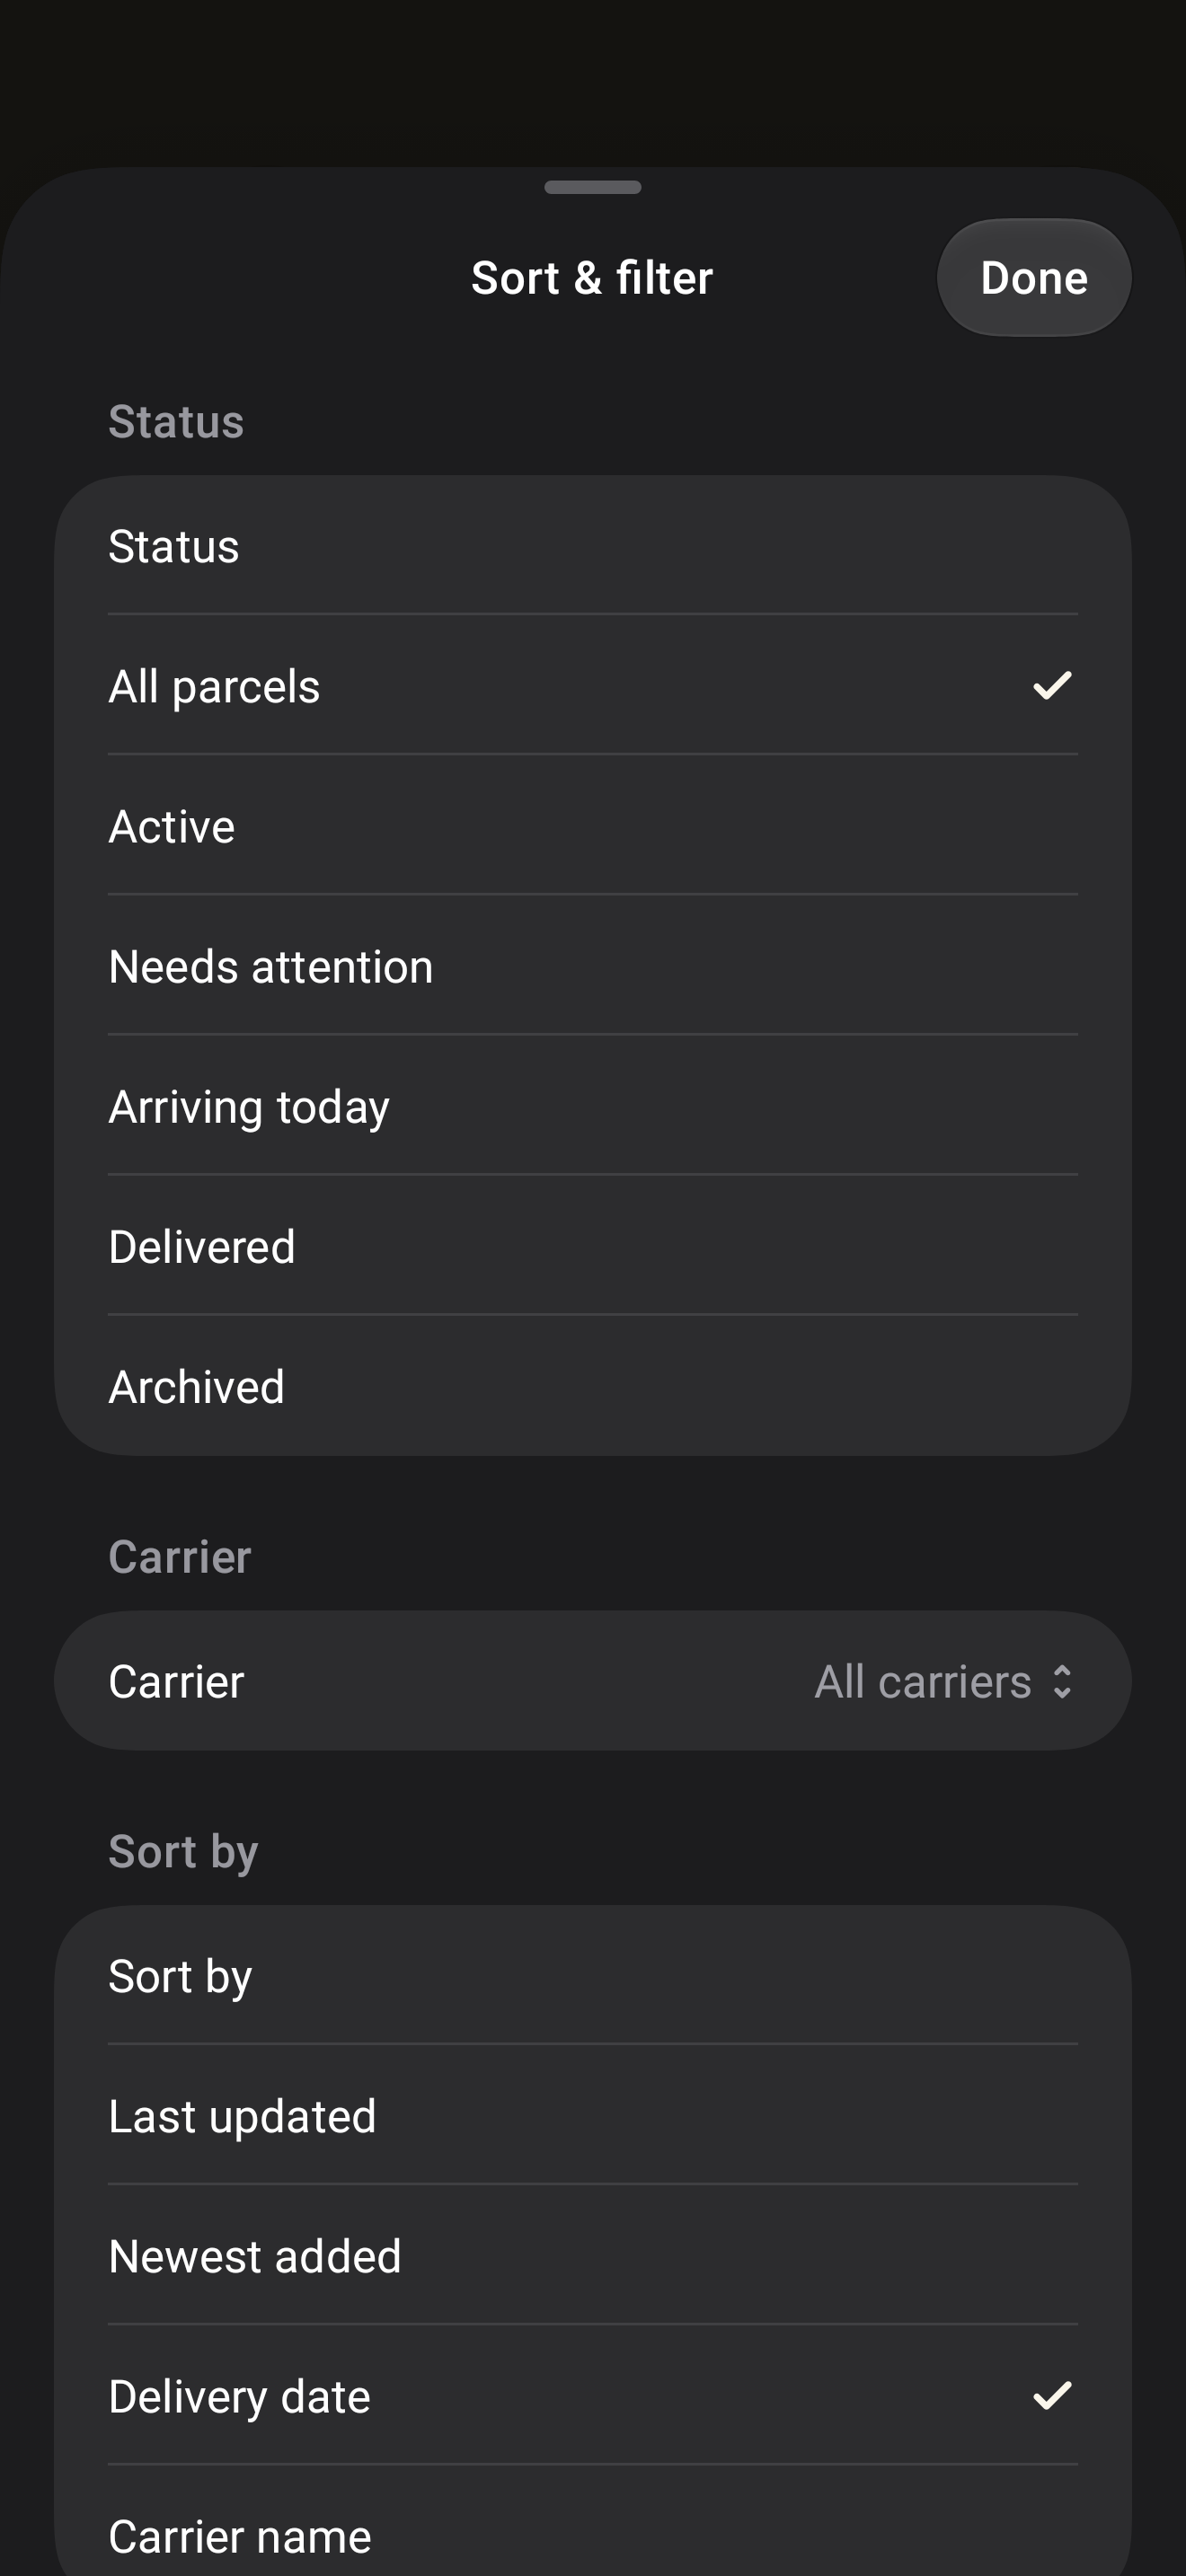 Sort & filter
Done
Status
Status
All parcels
Active
Needs attention
Arriving today
Delivered
Archived
Carrier
Carrier
All carriers
Sort by
Sort by
Last updated
Newest added
Delivery date
Carrier name